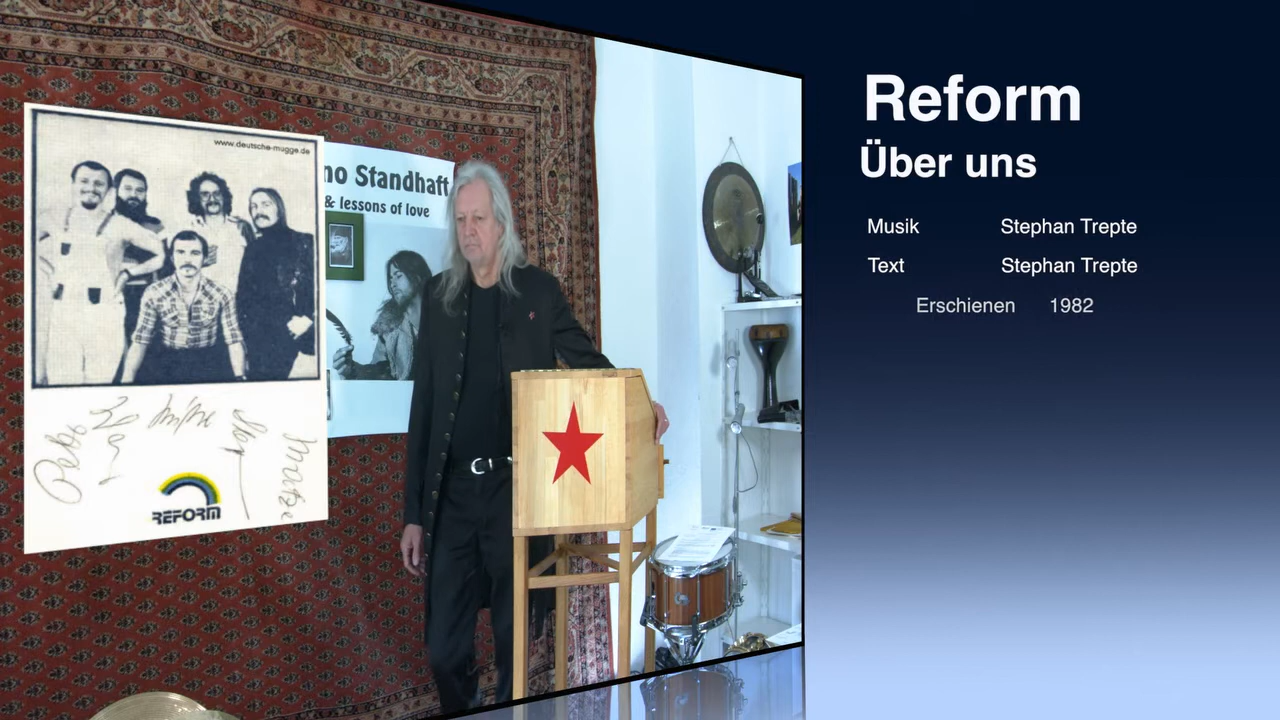 www.deutsche-mugge.de
REFORM
no Standhaft
& lessons of love
Reform
Über uns
Musik Stephan Trepte
Text Stephan Trepte
Erschienen 1982